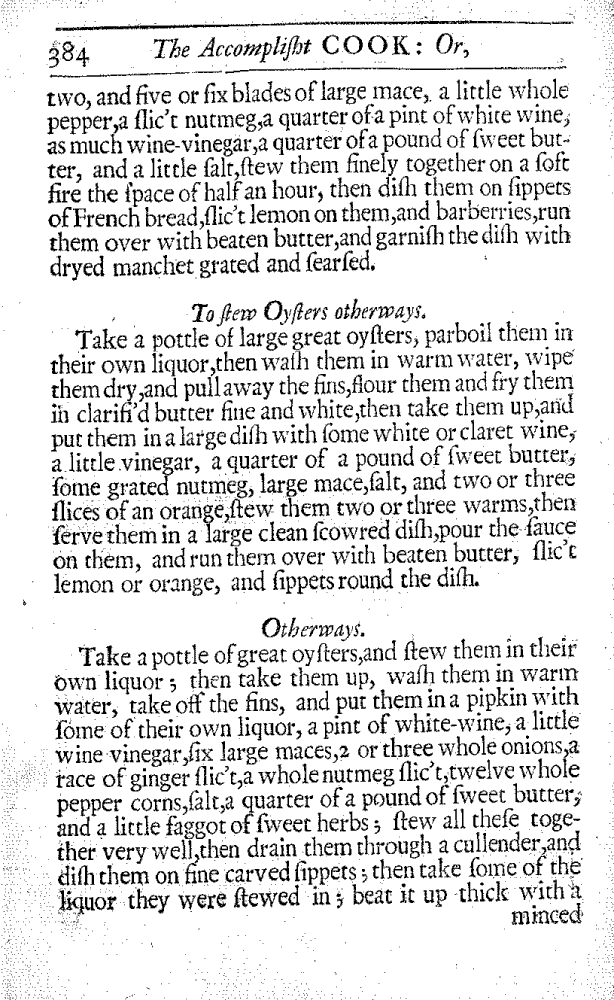 384 The Accompliſht COOK: Or,
two, and five or ſix blades of large mace, a little whole
pepper,a ſlic't nutmeg,a quarter of a pint of white wine,
as much wine-vinegar,a quarter of a pound of ſweet but-
ter, and a little ſalt,ſtew them finely together on a ſoft
fire the ſpace of half an hour, then diſh them on ſippets
of French bread,ſlic't lemon on them,and barberries,run
them over with beaten butter,and garniſh the diſh with
dryed manchet grated and ſearſed.
To ſtew Oyſters otherways.
Take a pottle of large great oyſters, parboil them in
their own liquor,then waſh them in warm water, wipe
them dry,and pull away the fins,flour them and fry them
in clarifi'd butter fine and white,then take them up,and
put them in a large diſh with ſome white or claret wine,
a little vinegar, a quarter of a pound of ſweet butter,
ſome grated nutmeg, large mace,ſalt, and two or three
ſlices of an orange,ſtew them two or three warms,then
ſerve them in a large clean ſcowred diſh,pour the ſauce
on them, and run them over with beaten butter, ſlic't
lemon or orange, and ſippets round the diſh.
Otherways.
Take a pottle of great oyſters,and ſtew them in their
own liquor; then take them up, waſh them in warm
water, take off the fins, and put them in a pipkin with
ſome of their own liquor, a pint of white-wine, a little
wine vinegar,ſix large maces,2 or three whole onions,a
race of ginger ſlic't,a whole nutmeg ſlic't,twelve whole
pepper corns,ſalt,a quarter of a pound of ſweet butter,
and a little faggot of ſweet herbs; ſtew all theſe toge-
ther very well,then drain them through a cullender,and
diſh them on fine carved ſippets; then take ſome of the
liquor they were ſtewed in; beat it up thick with a
minced